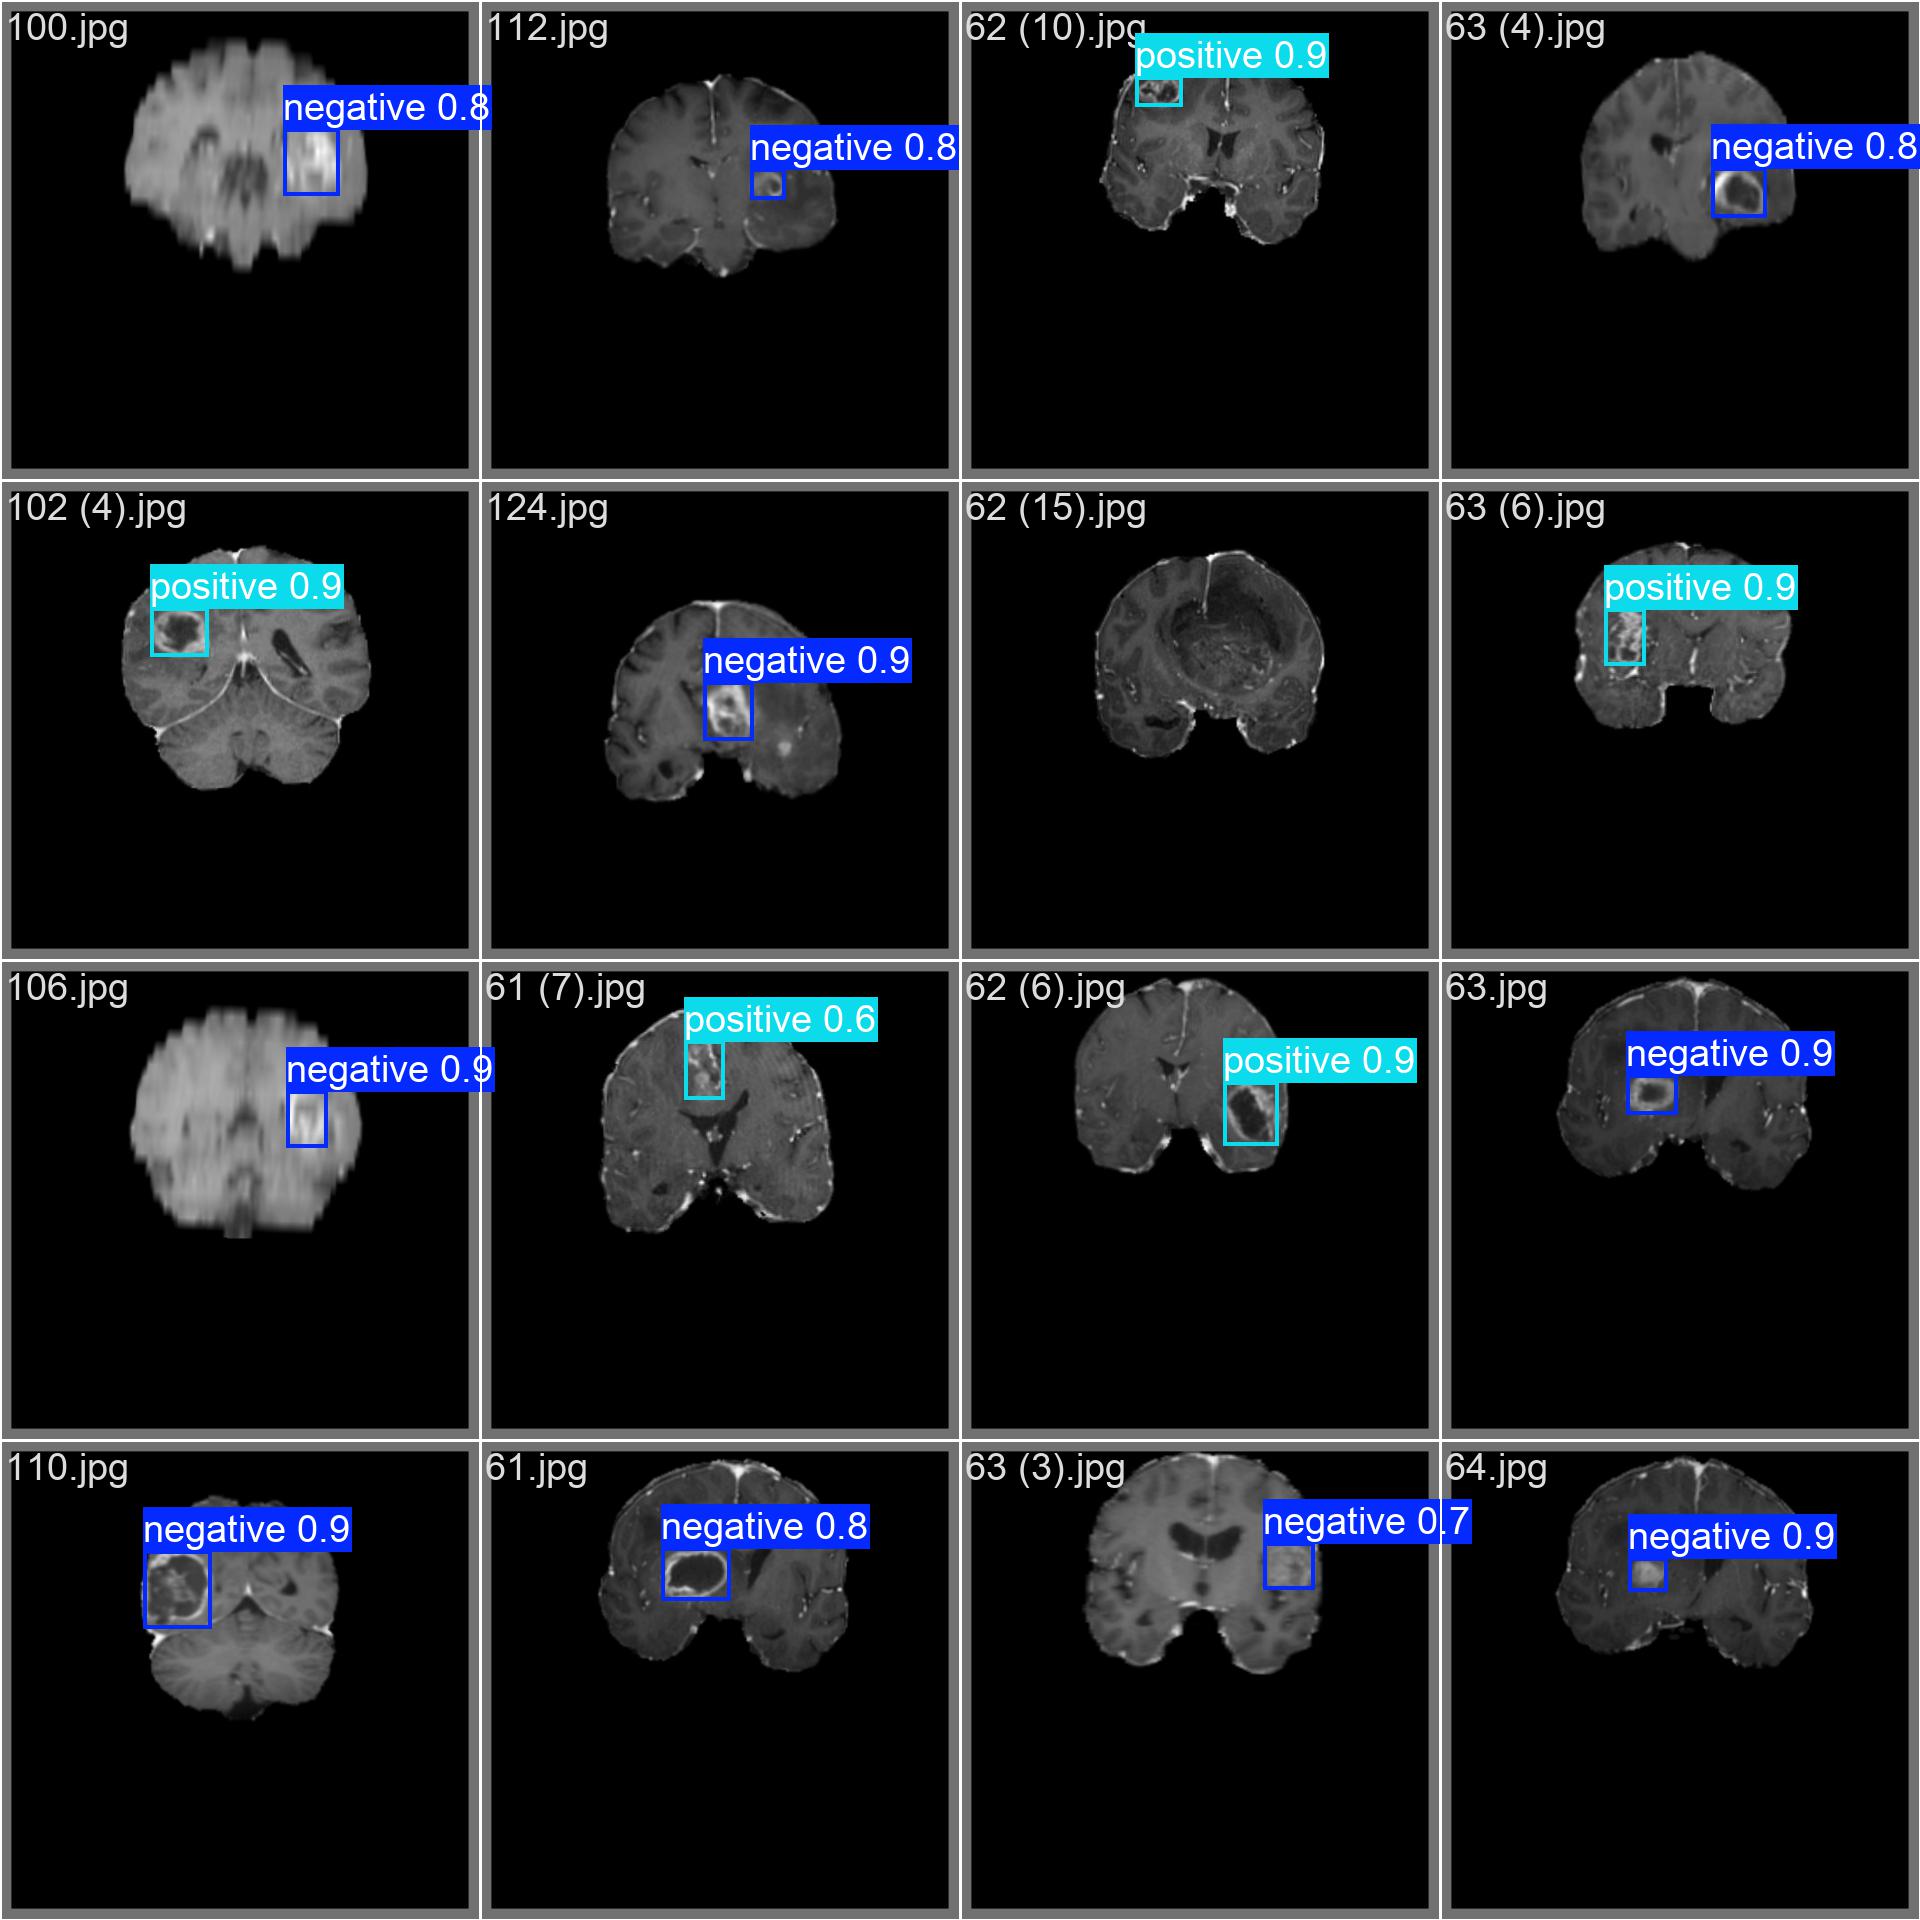 100.jpg
negative 0.8
112.jpg
negative 0.8
62 (10).jpg
positive 0.9
63 (4).jpg
negative 0.8
102 (4).jpg
positive 0.9
124.jpg
negative 0.9
62 (15).jpg
63 (6).jpg
positive 0.9
106.jpg
negative 0.9
61 (7).jpg
positive 0.6
62 (6).jpg
positive 0.9
63.jpg
negative 0.9
110.jpg
negative 0.9
61.jpg
negative 0.8
63 (3).jpg
negative 0.7
64.jpg
negative 0.9